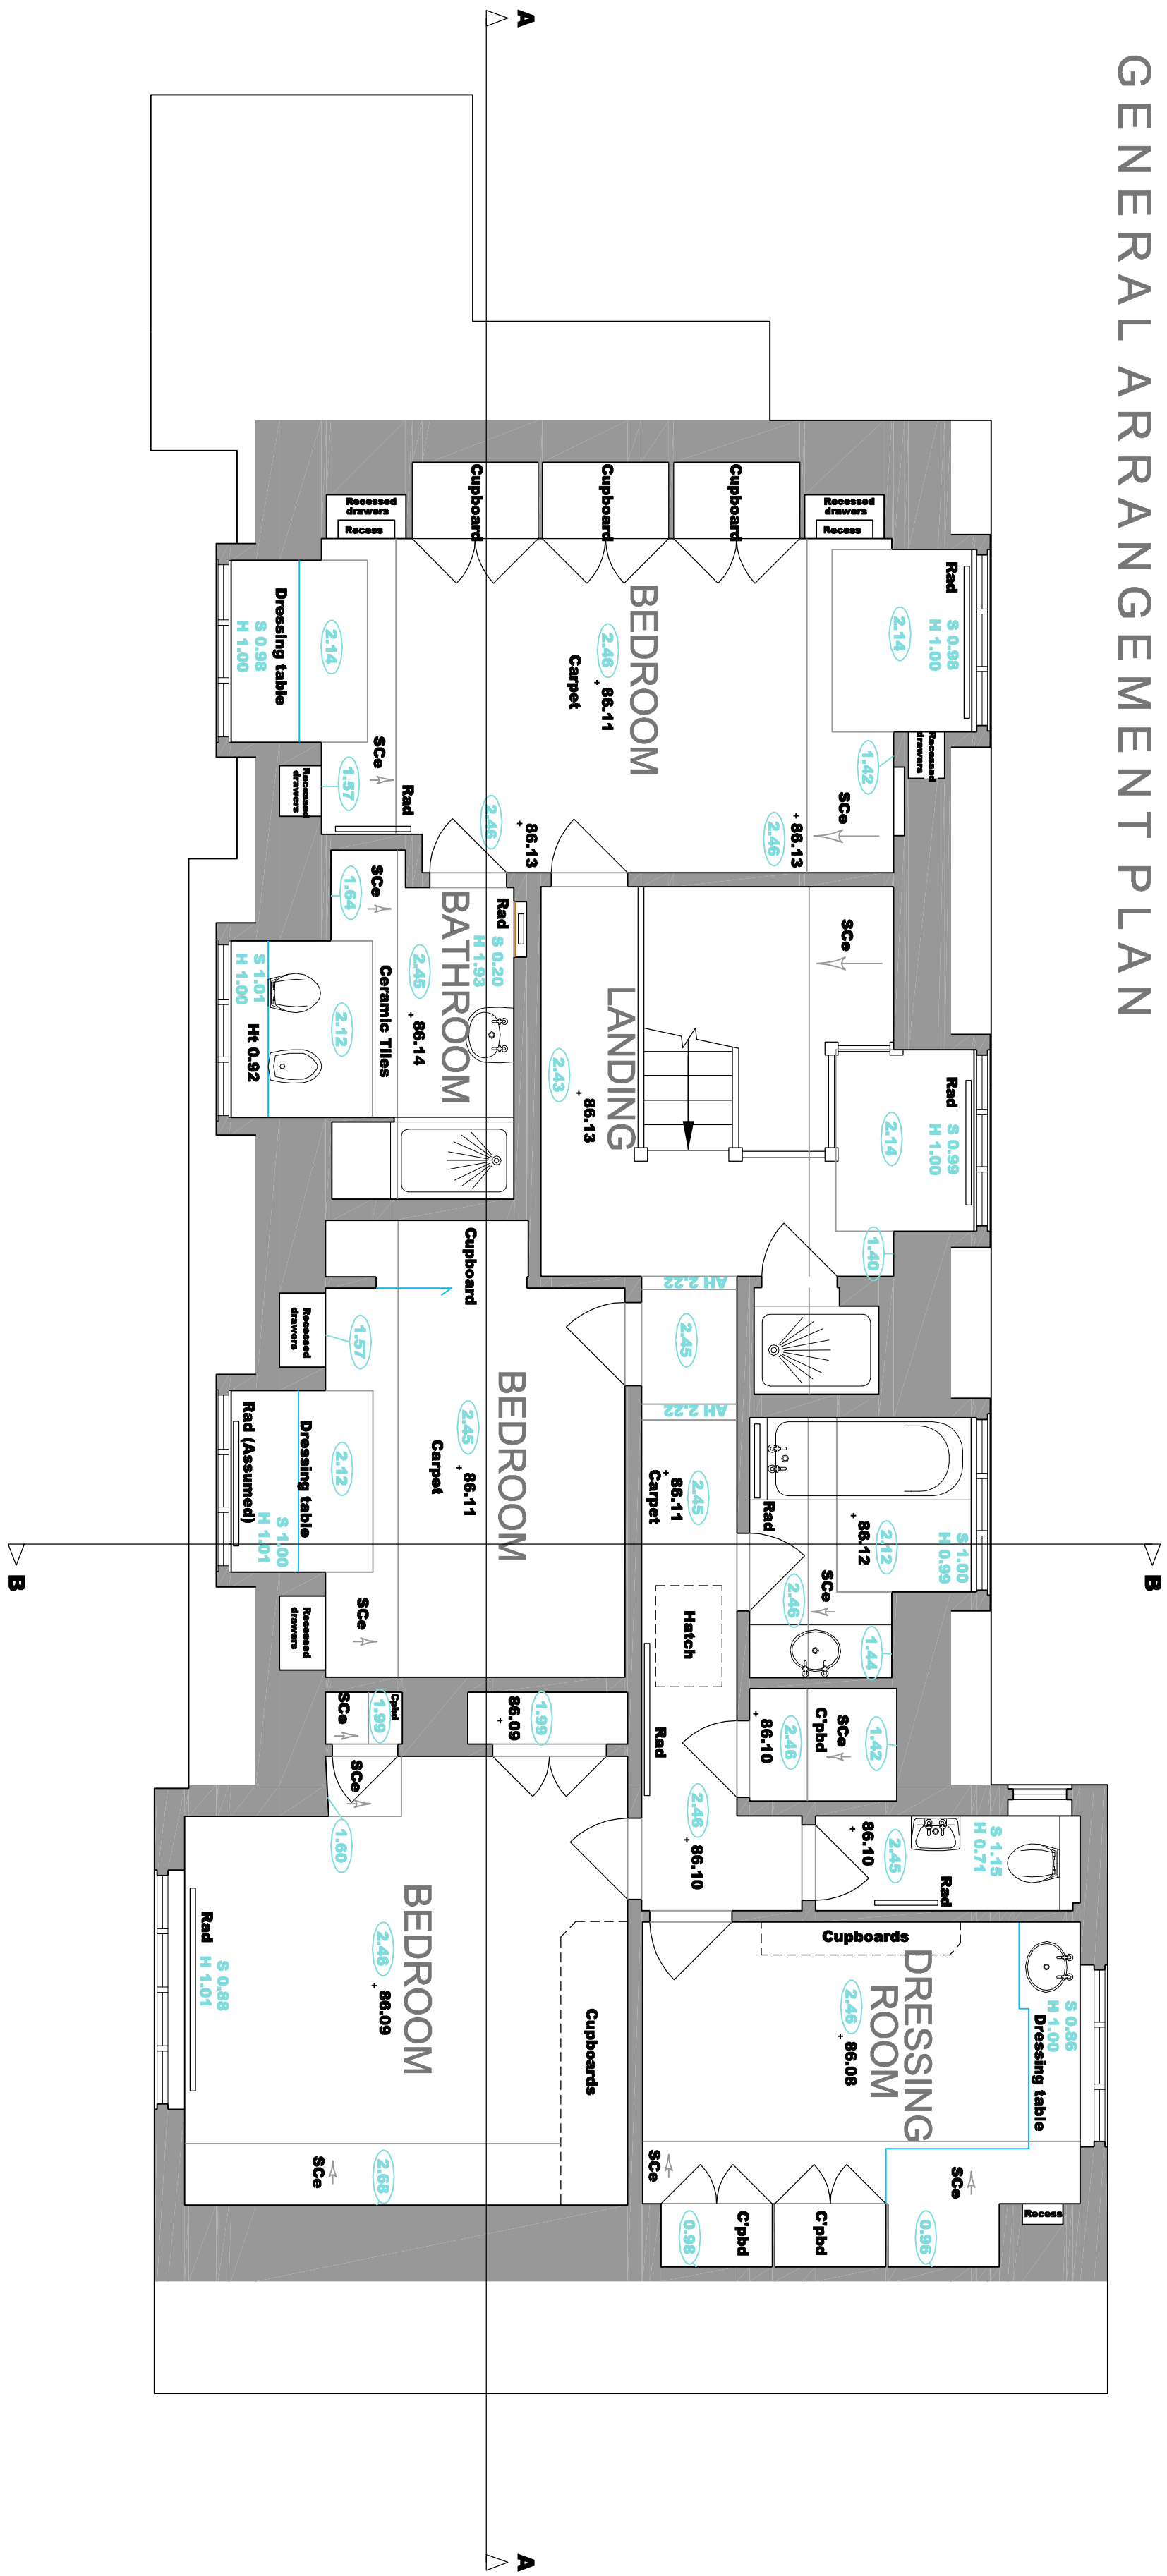 GENERAL ARRANGEMENT PLAN
A
A
B
B
Cupboard
Cupboard
Cupboard
Recessed
drawers
Recess
Recessed
drawers
Recess
Rad
S 0.98
H 1.00
2.14
Recessed
drawers
1.42
SCe
BEDROOM
2.46
86.11
Carpet
86.13
2.46
86.13
2.46
Dressing table
S 0.98
H 1.00
2.14
SCe
1.57
Rad
Recessed
drawers
SCe
1.64
BATHROOM
Rad
S 0.20
H 1.93
2.45
86.14
Ceramic Tiles
2.12
S 1.01
H 1.00
Ht 0.92
SCe
LANDING
2.43
86.13
Rad
S 0.99
H 1.00
2.14
1.40
AH 2.22
2.45
AH 2.22
Cupboard
Recessed
drawers
1.57
BEDROOM
2.45
86.11
Carpet
2.12
Dressing table
Rad (Assumed)
S 1.00
H 1.01
SCe
Recessed
drawers
2.45
86.11
Carpet
Rad
86.12
2.12
S 1.00
H 0.99
SCe
2.46
1.44
Hatch
Rad
SCe
C'pbd
1.42
2.46
86.10
2.46
86.10
Cpbd
1.99
SCe
1.99
86.09
SCe
1.60
S 1.15
H 0.71
2.45
86.10
Rad
BEDROOM
2.46
86.09
Rad
S 0.88
H 1.01
Cupboards
SCe
2.68
Cupboards
DRESSING
ROOM
2.46
86.08
S 0.86
H 1.00
Dressing table
SCe
SCe
Recess
C'pbd
C'pbd
0.98
0.96